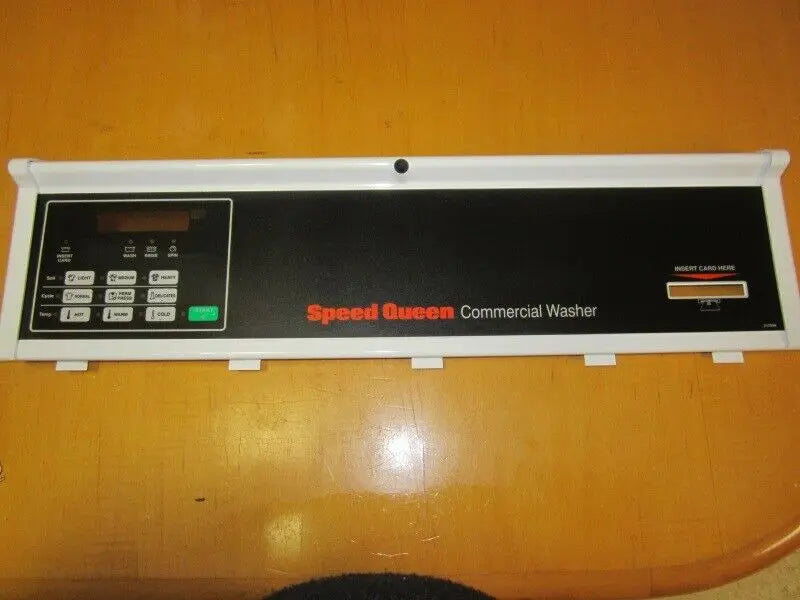 INSERT CARD
WASH RINSE SPIN
Soil LIGHT MEDIUM HEAVY
Cycle NORMAL PERM PRESS DELICATES
Temp HOT WARM COLD START
Speed Queen Commercial Washer
INSERT CARD HERE